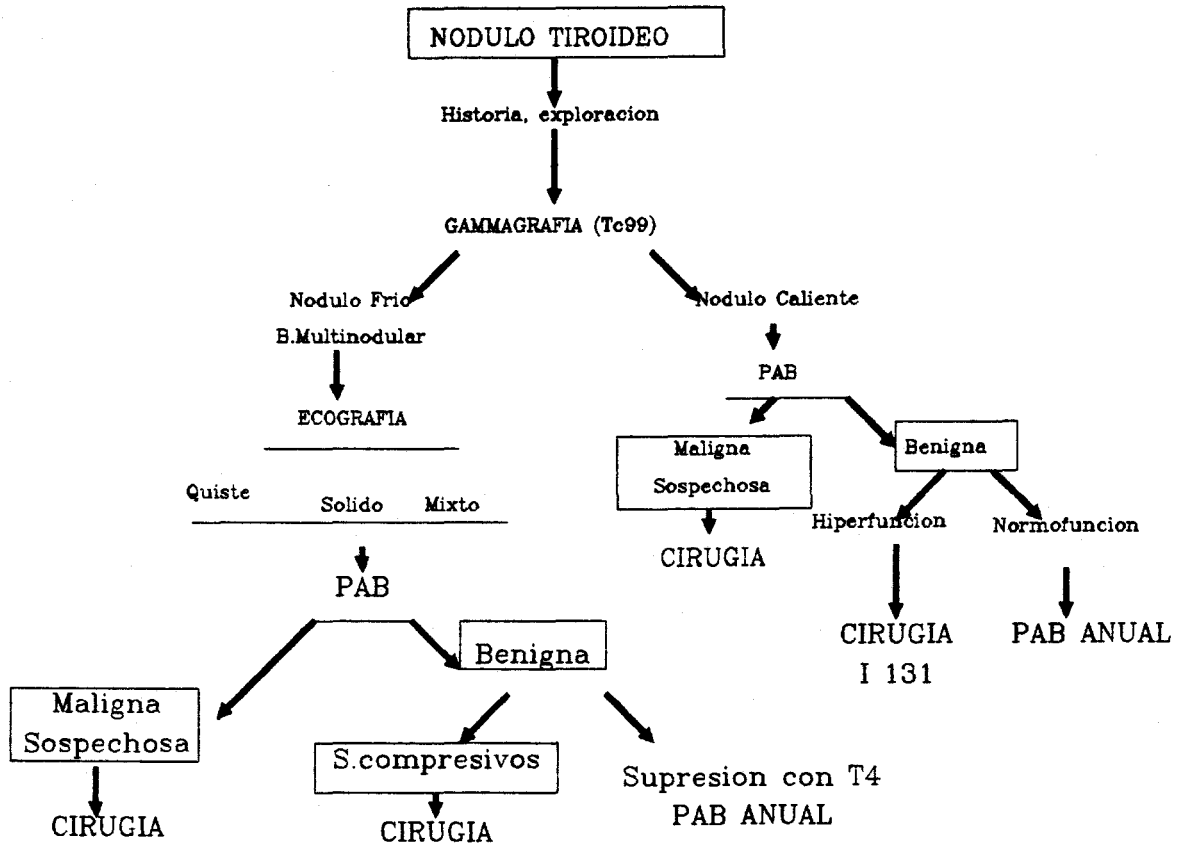 NODULO TIROIDEO
Historia, exploracion
GAMMAGRAFIA (Tc99)
Nodulo Frio
B.Multinodular
ECOGRAFIA
Quiste Solido Mixto
PAB
Maligna
Sospechosa
CIRUGIA
Benigna
S.compresivos
CIRUGIA
Supresion con T4
PAB ANUAL
Nodulo Caliente
PAB
Maligna
Sospechosa
CIRUGIA
Benigna
Hiperfuncion
CIRUGIA
I 131
Normofuncion
PAB ANUAL